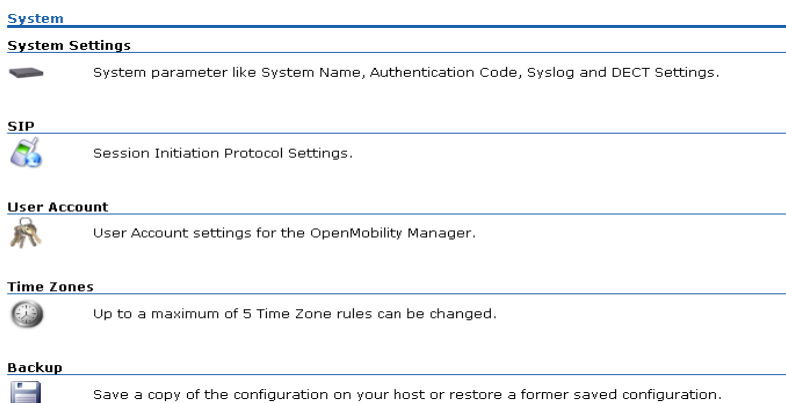 System
System Settings
System parameter like System Name, Authentication Code, Syslog and DECT Settings.
SIP
Session Initiation Protocol Settings.
User Account
User Account settings for the OpenMobility Manager.
Time Zones
Up to a maximum of 5 Time Zone rules can be changed.
Backup
Save a copy of the configuration on your host or restore a former saved configuration.